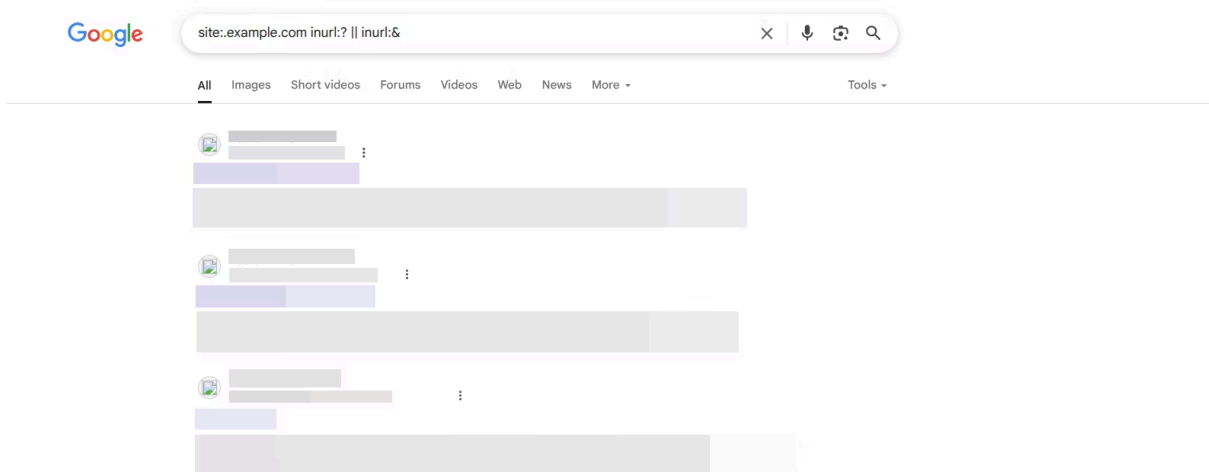 Google site:.example.com inurl:? || inurl:&
All Images Short videos Forums Videos Web News More Tools